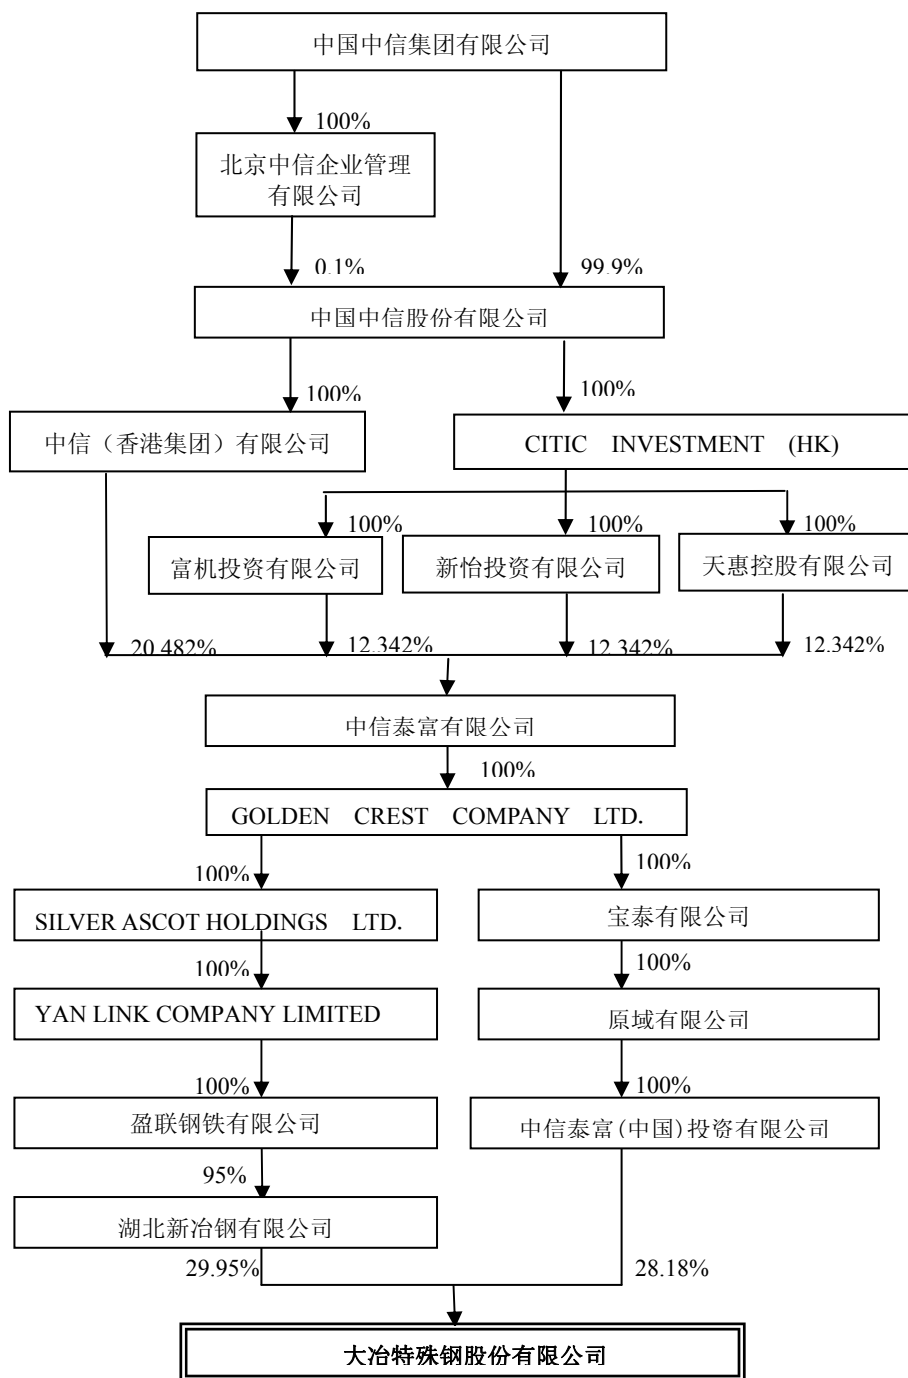 中国中信集团有限公司
100%
北京中信企业管理
有限公司
0.1%
99.9%
中国中信股份有限公司
100%
100%
中信（香港集团）有限公司
CITIC INVESTMENT (HK)
100%
100%
100%
富机投资有限公司
新怡投资有限公司
天惠控股有限公司
20.482%
12.342%
12.342%
12.342%
中信泰富有限公司
100%
GOLDEN CREST COMPANY LTD.
100%
100%
SILVER ASCOT HOLDINGS LTD.
宝泰有限公司
100%
100%
YAN LINK COMPANY LIMITED
原域有限公司
100%
100%
盈联钢铁有限公司
中信泰富(中国)投资有限公司
95%
湖北新冶钢有限公司
29.95%
28.18%
大冶特殊钢股份有限公司